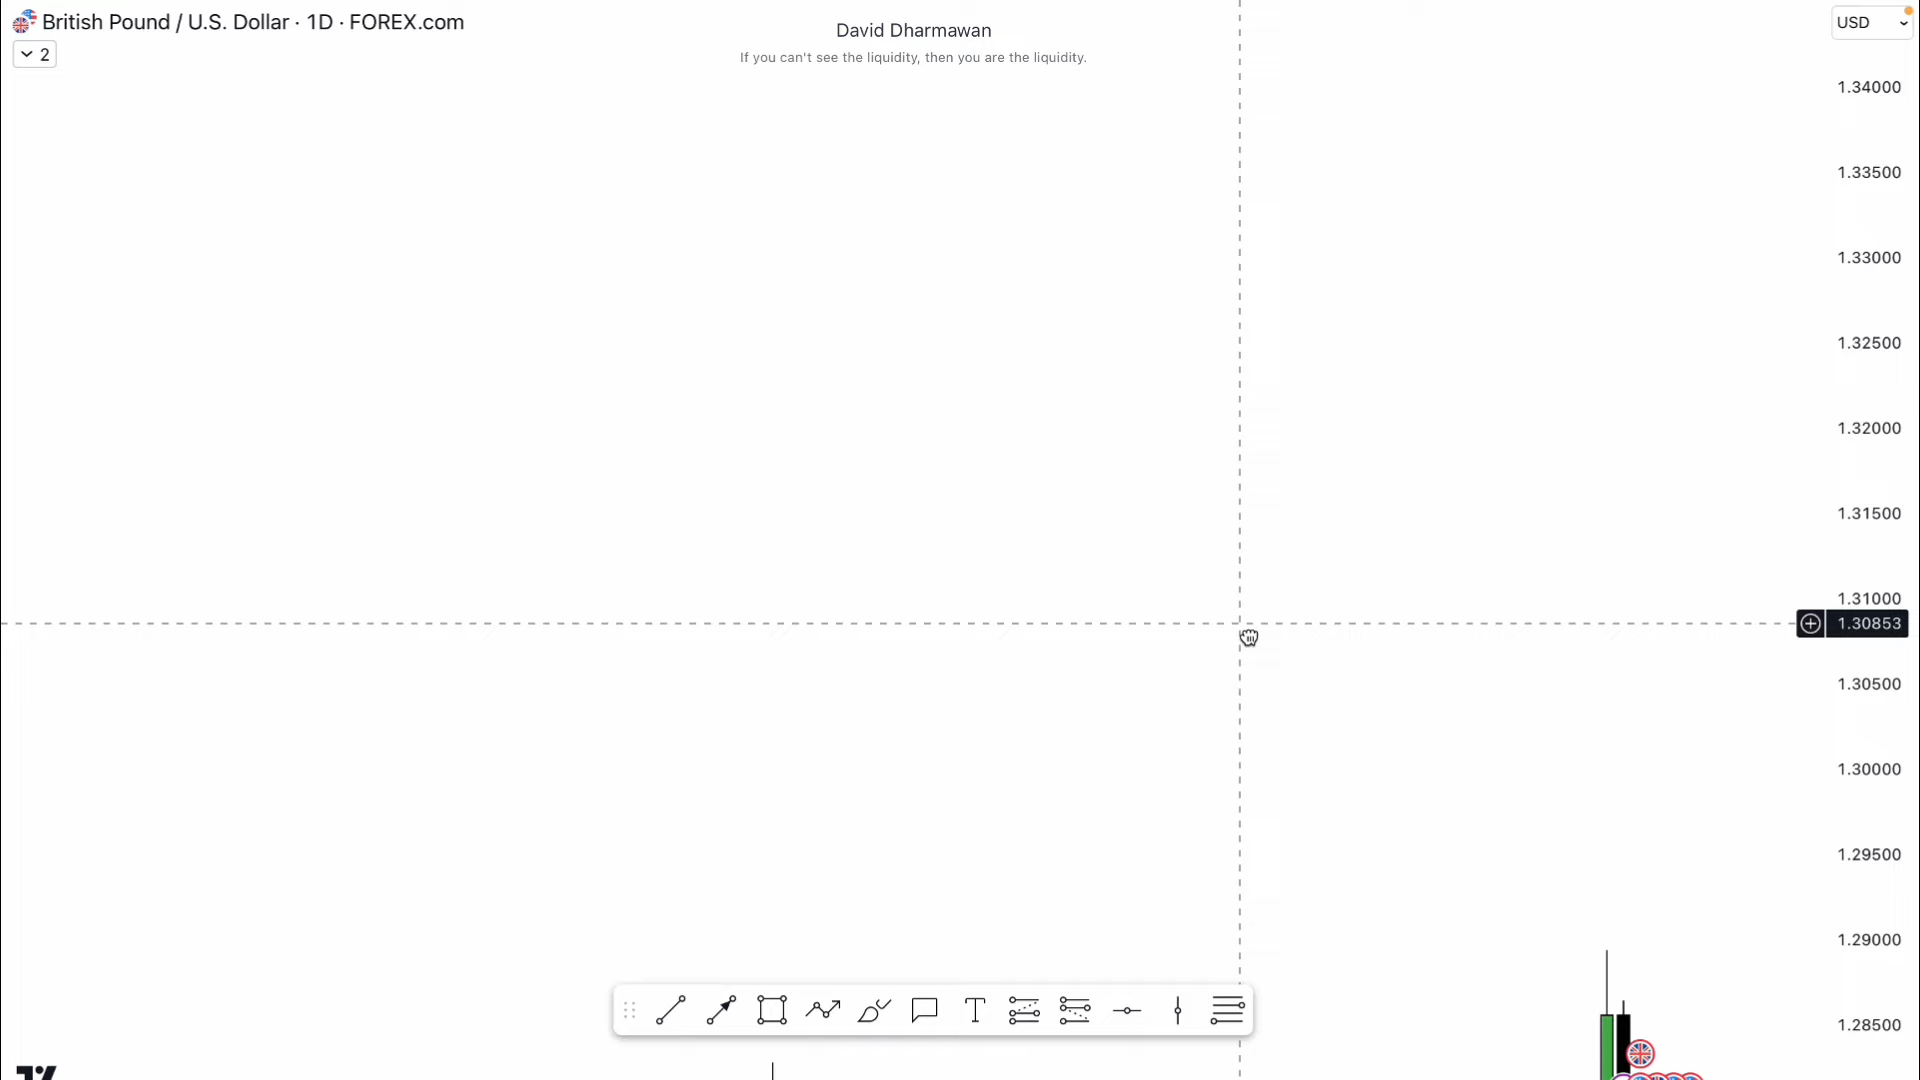 British Pound / U.S. Dollar · 1D · FOREX.com
2
David Dharmawan
If you can't see the liquidity, then you are the liquidity.
USD
1.34000
1.33500
1.33000
1.32500
1.32000
1.31500
1.31000
1.30853
1.30500
1.30000
1.29500
1.29000
1.28500
T